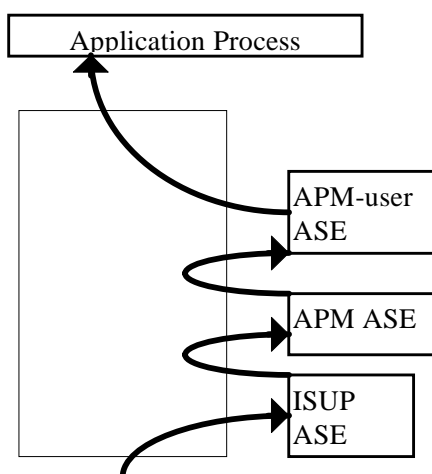 Application Process
APM-user
ASE
APM ASE
ISUP
ASE